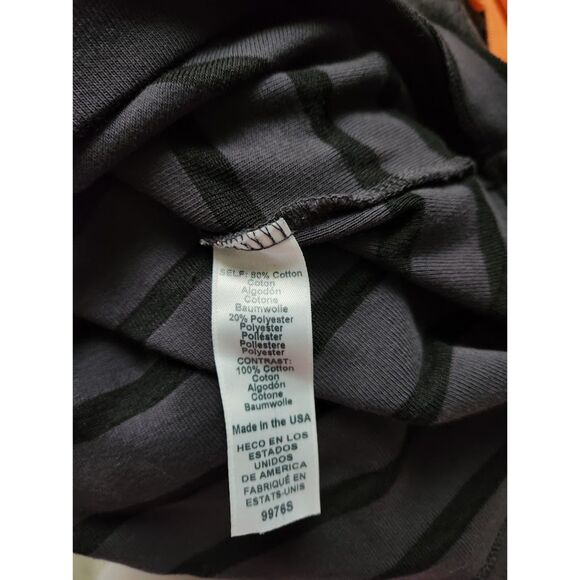 SELF: 80% Cotton
Coton
Algodón
Cotone
Baumwolle
20% Polyester
Polyester
Poliéster
Poliestere
Polyester
CONTRAST:
100% Cotton
Coton
Algodón
Cotone
Baumwolle
Made in the USA
HECO EN LOS
ESTADOS
UNIDOS
DE AMERICA
FABRIQUÉ EN
ESTATS-UNIS
9976S